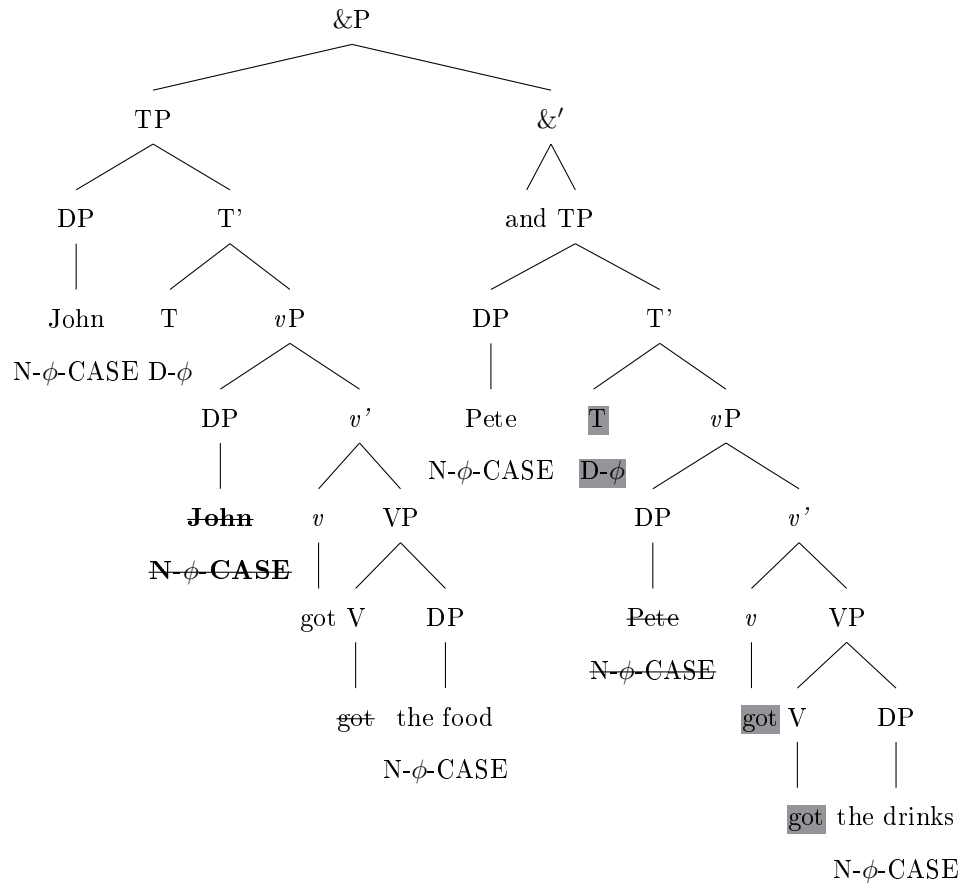 &P
TP &′
DP T' and TP
John T vP DP T'
N-ϕ-CASE D-ϕ
DP v' Pete T vP
N-ϕ-CASE D-ϕ
John v VP DP v'
N-ϕ-CASE
got V DP Pete v VP
N-ϕ-CASE
got the food got V DP
N-ϕ-CASE
got the drinks
N-ϕ-CASE